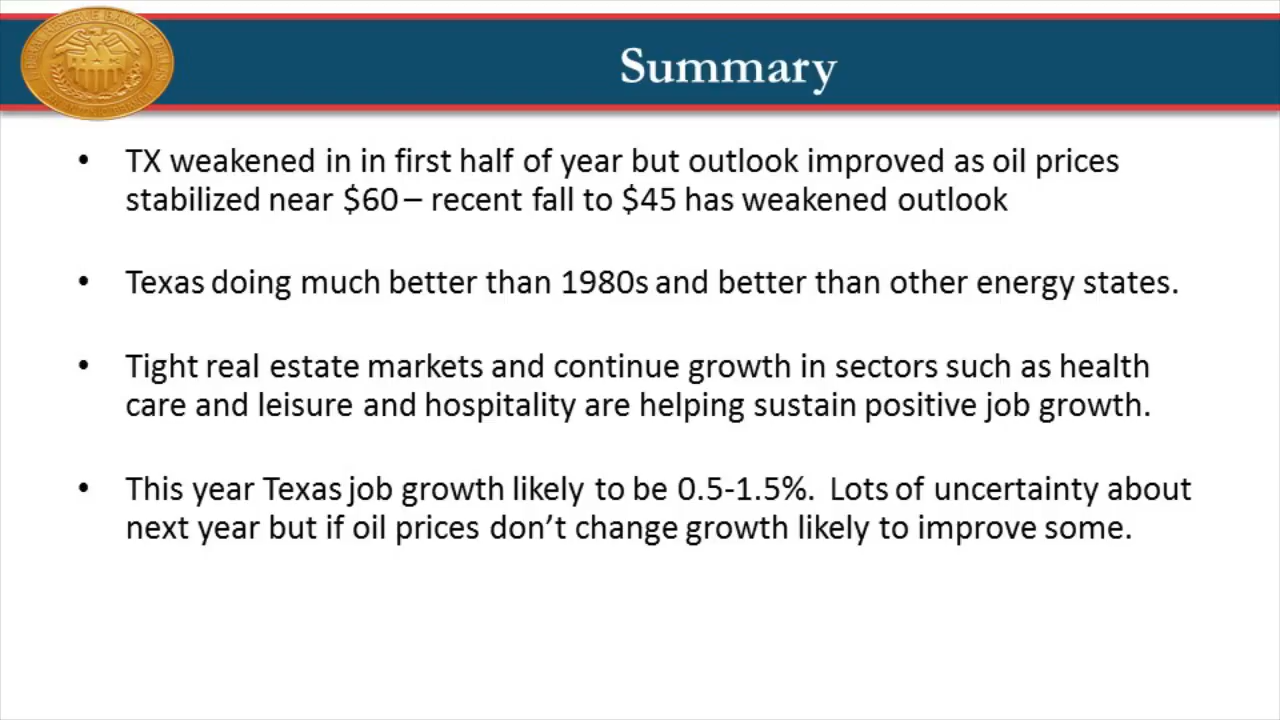 Summary
• TX weakened in in first half of year but outlook improved as oil prices
stabilized near $60 – recent fall to $45 has weakened outlook
• Texas doing much better than 1980s and better than other energy states.
• Tight real estate markets and continue growth in sectors such as health
care and leisure and hospitality are helping sustain positive job growth.
• This year Texas job growth likely to be 0.5-1.5%. Lots of uncertainty about
next year but if oil prices don’t change growth likely to improve some.